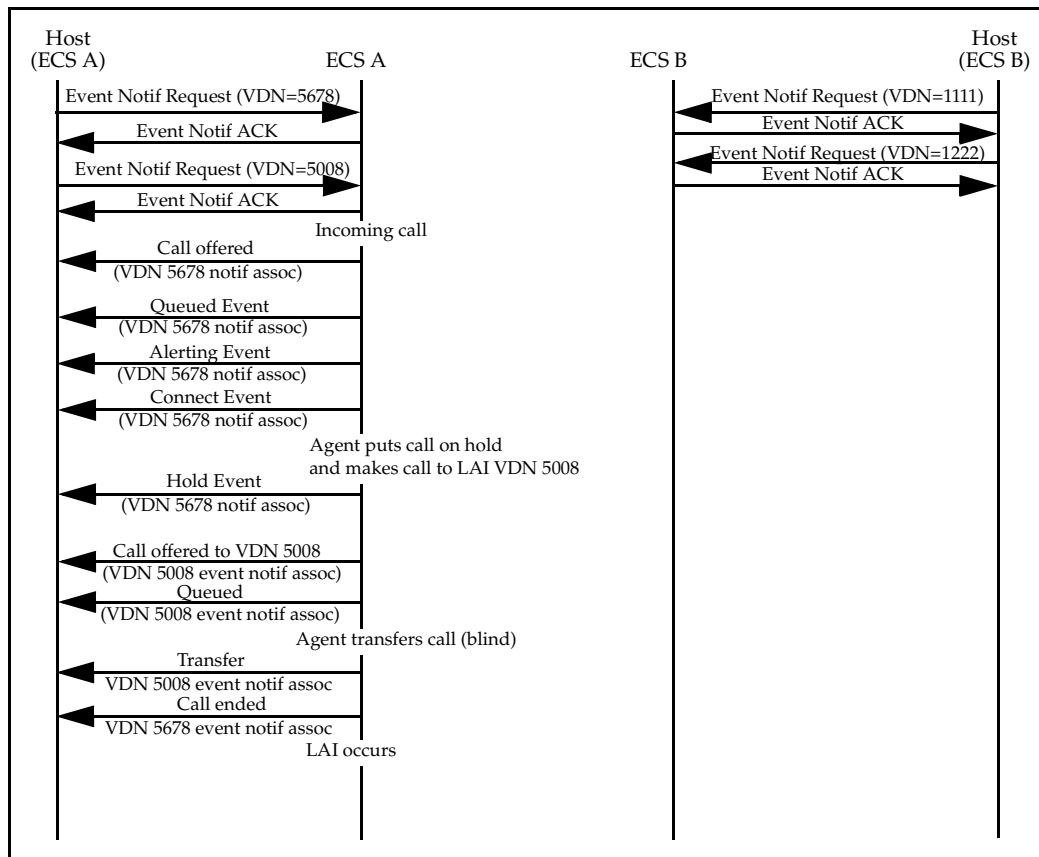 Host
(ECS A)
ECS A
ECS B
Host
(ECS B)
Event Notif Request (VDN=5678)
Event Notif Request (VDN=1111)
Event Notif ACK
Event Notif ACK
Event Notif Request (VDN=5008)
Event Notif Request (VDN=1222)
Event Notif ACK
Event Notif ACK
Incoming call
Call offered
(VDN 5678 notif assoc)
Queued Event
(VDN 5678 notif assoc)
Alerting Event
(VDN 5678 notif assoc)
Connect Event
(VDN 5678 notif assoc)
Agent puts call on hold
and makes call to LAI VDN 5008
Hold Event
(VDN 5678 notif assoc)
Call offered to VDN 5008
(VDN 5008 event notif assoc)
Queued
(VDN 5008 event notif assoc)
Agent transfers call (blind)
Transfer
VDN 5008 event notif assoc
Call ended
VDN 5678 event notif assoc
LAI occurs